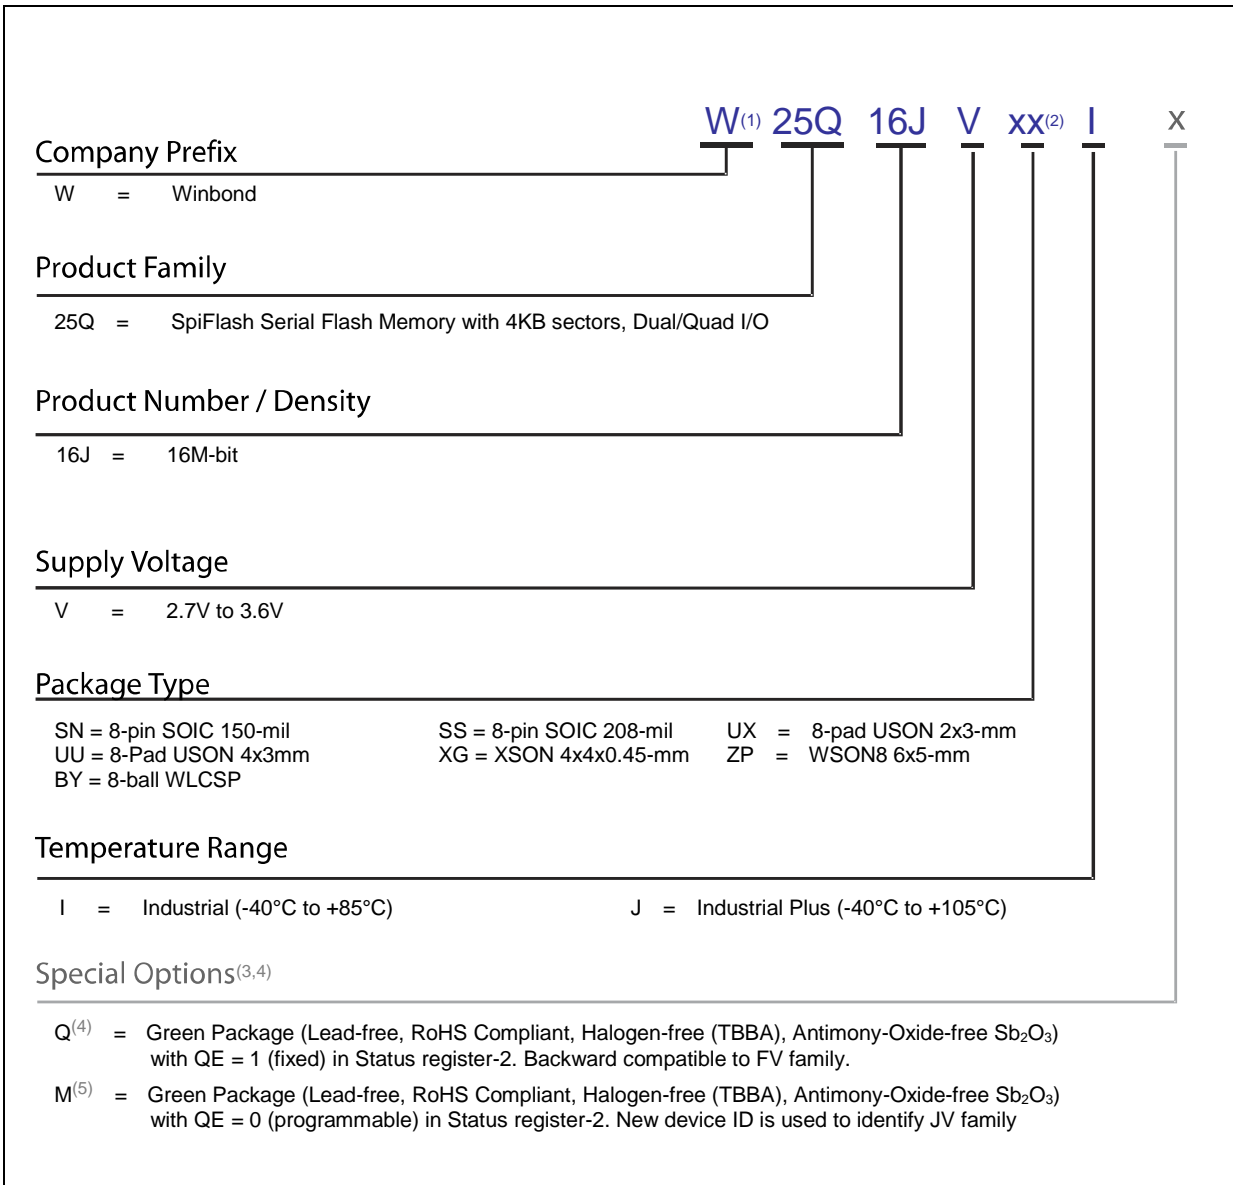 W(1) 25Q 16J V xx(2) I x
Company Prefix
W = Winbond
Product Family
25Q = SpiFlash Serial Flash Memory with 4KB sectors, Dual/Quad I/O
Product Number / Density
16J = 16M-bit
Supply Voltage
V = 2.7V to 3.6V
Package Type
SN = 8-pin SOIC 150-mil SS = 8-pin SOIC 208-mil UX = 8-pad USON 2x3-mm
UU = 8-Pad USON 4x3mm XG = XSON 4x4x0.45-mm ZP = WSON8 6x5-mm
BY = 8-ball WLCSP
Temperature Range
I = Industrial (-40°C to +85°C) J = Industrial Plus (-40°C to +105°C)
Special Options(3,4)
Q(4) = Green Package (Lead-free, RoHS Compliant, Halogen-free (TBBA), Antimony-Oxide-free Sb₂O₃)
with QE = 1 (fixed) in Status register-2. Backward compatible to FV family.
M(5) = Green Package (Lead-free, RoHS Compliant, Halogen-free (TBBA), Antimony-Oxide-free Sb₂O₃)
with QE = 0 (programmable) in Status register-2. New device ID is used to identify JV family